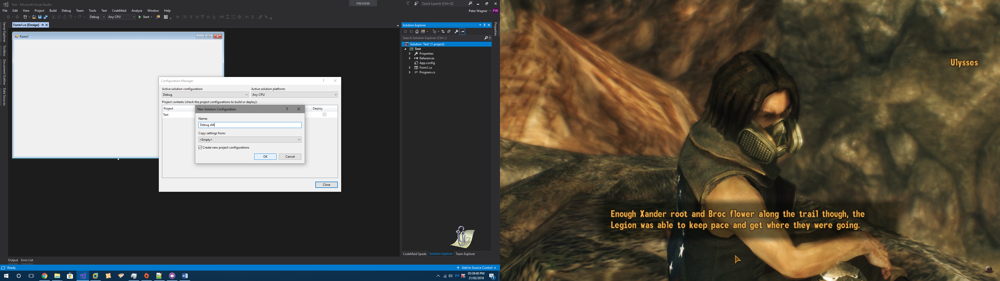 Test - Microsoft Visual Studio
PREVIEW
Quick Launch (Ctrl+Q)
File Edit View Project Build Debug Team Tools Test CodeMaid Analyze Window Help
Peter Wagner PW
Debug Any CPU Start
Server Explorer
Toolbox
Document Outline
Data Sources
Form1.cs [Design]
Form1
Configuration Manager
Active solution configuration: Active solution platform:
Debug Any CPU
Project contexts (check the project configurations to build or deploy):
Project Deploy
Test
New Solution Configuration
Name:
Debug x64
Copy settings from:
<Empty>
Create new project configurations
OK Cancel
Close
Solution Explorer
Search Solution Explorer (Ctrl+;)
Solution 'Test' (1 project)
Test
Properties
References
App.config
Form1.cs
Program.cs
Properties
CodeMaid Spade Solution Explorer Team Explorer
Output Error List
Ready
Add to Source Control
05:39:40 PM
21/02/2018
3
Ulysses
Enough Xander root and Broc flower along the trail though, the
Legion was able to keep pace and get where they were going.